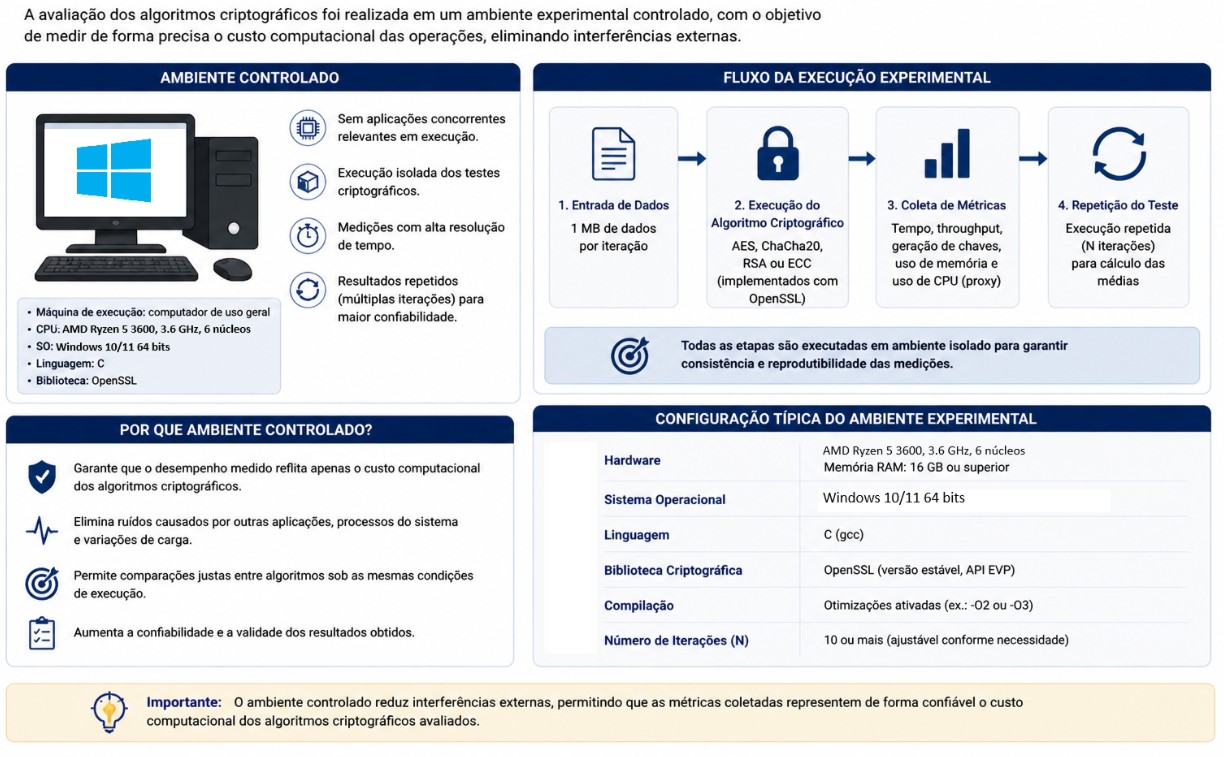 A avaliação dos algoritmos criptográficos foi realizada em um ambiente experimental controlado, com o objetivo
de medir de forma precisa o custo computacional das operações, eliminando interferências externas.
AMBIENTE CONTROLADO
Sem aplicações concorrentes
relevantes em execução.
Execução isolada dos testes
criptográficos.
Medições com alta resolução
de tempo.
Resultados repetidos
(múltiplas iterações) para
maior confiabilidade.
• Máquina de execução: computador de uso geral
• CPU: AMD Ryzen 5 3600, 3.6 GHz, 6 núcleos
• SO: Windows 10/11 64 bits
• Linguagem: C
• Biblioteca: OpenSSL
FLUXO DA EXECUÇÃO EXPERIMENTAL
1. Entrada de Dados
1 MB de dados
por iteração
2. Execução do
Algoritmo Criptográfico
AES, ChaCha20,
RSA ou ECC
(implementados com
OpenSSL)
3. Coleta de Métricas
Tempo, throughput,
geração de chaves,
uso de memória e
uso de CPU (proxy)
4. Repetição do Teste
Execução repetida
(N iterações)
para cálculo das
médias
Todas as etapas são executadas em ambiente isolado para garantir
consistência e reprodutibilidade das medições.
POR QUE AMBIENTE CONTROLADO?
Garante que o desempenho medido reflita apenas o custo computacional
dos algoritmos criptográficos.
Elimina ruídos causados por outras aplicações, processos do sistema
e variações de carga.
Permite comparações justas entre algoritmos sob as mesmas condições
de execução.
Aumenta a confiabilidade e a validade dos resultados obtidos.
CONFIGURAÇÃO TÍPICA DO AMBIENTE EXPERIMENTAL
Hardware
AMD Ryzen 5 3600, 3.6 GHz, 6 núcleos
Memória RAM: 16 GB ou superior
Sistema Operacional
Windows 10/11 64 bits
Linguagem
C (gcc)
Biblioteca Criptográfica
OpenSSL (versão estável, API EVP)
Compilação
Otimizações ativadas (ex.: -O2 ou -O3)
Número de Iterações (N)
10 ou mais (ajustável conforme necessidade)
Importante: O ambiente controlado reduz interferências externas, permitindo que as métricas coletadas representem de forma confiável o custo
computacional dos algoritmos criptográficos avaliados.